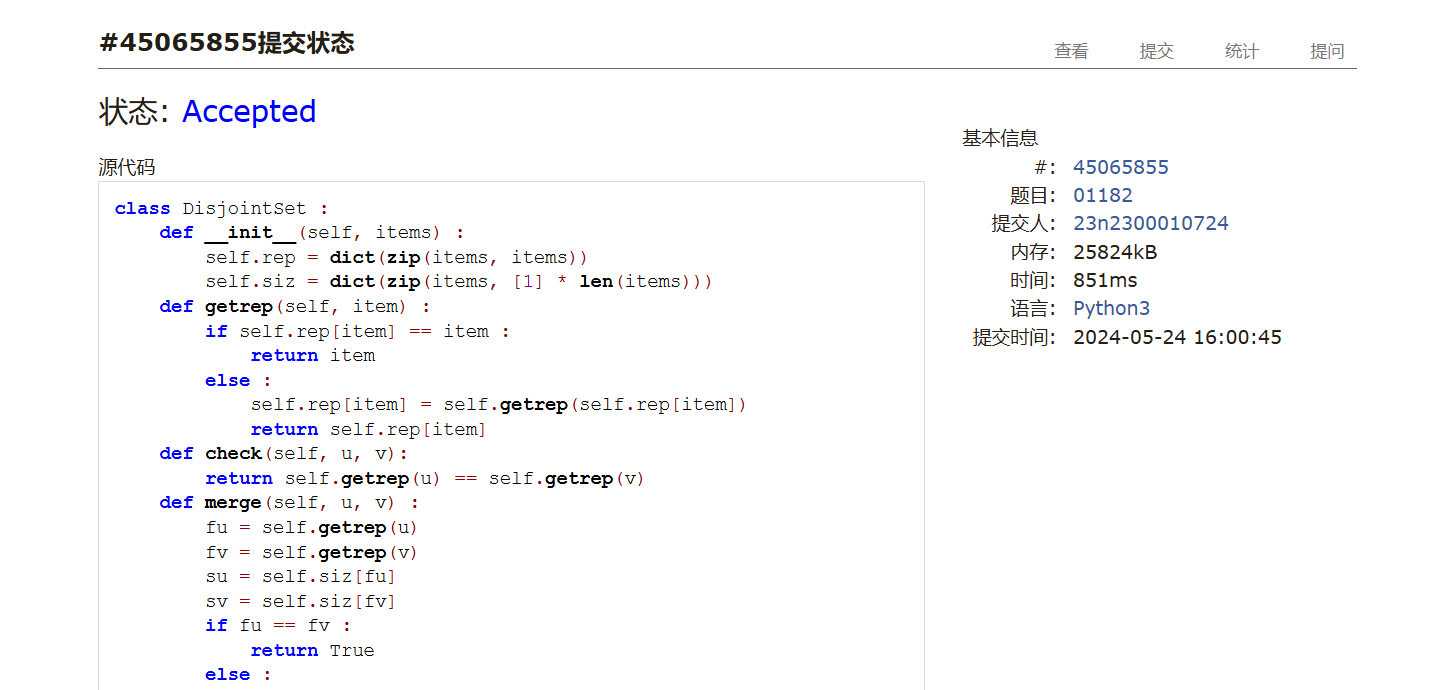 #45065855提交状态
查看 提交 统计 提问
状态: Accepted
源代码
class DisjointSet :
    def __init__(self, items) :
        self.rep = dict(zip(items, items))
        self.siz = dict(zip(items, [1] * len(items)))
    def getrep(self, item) :
        if self.rep[item] == item :
            return item
        else :
            self.rep[item] = self.getrep(self.rep[item])
            return self.rep[item]
    def check(self, u, v):
        return self.getrep(u) == self.getrep(v)
    def merge(self, u, v) :
        fu = self.getrep(u)
        fv = self.getrep(v)
        su = self.siz[fu]
        sv = self.siz[fv]
        if fu == fv :
            return True
        else :
基本信息
#: 45065855
题目: 01182
提交人: 23n2300010724
内存: 25824kB
时间: 851ms
语言: Python3
提交时间: 2024-05-24 16:00:45